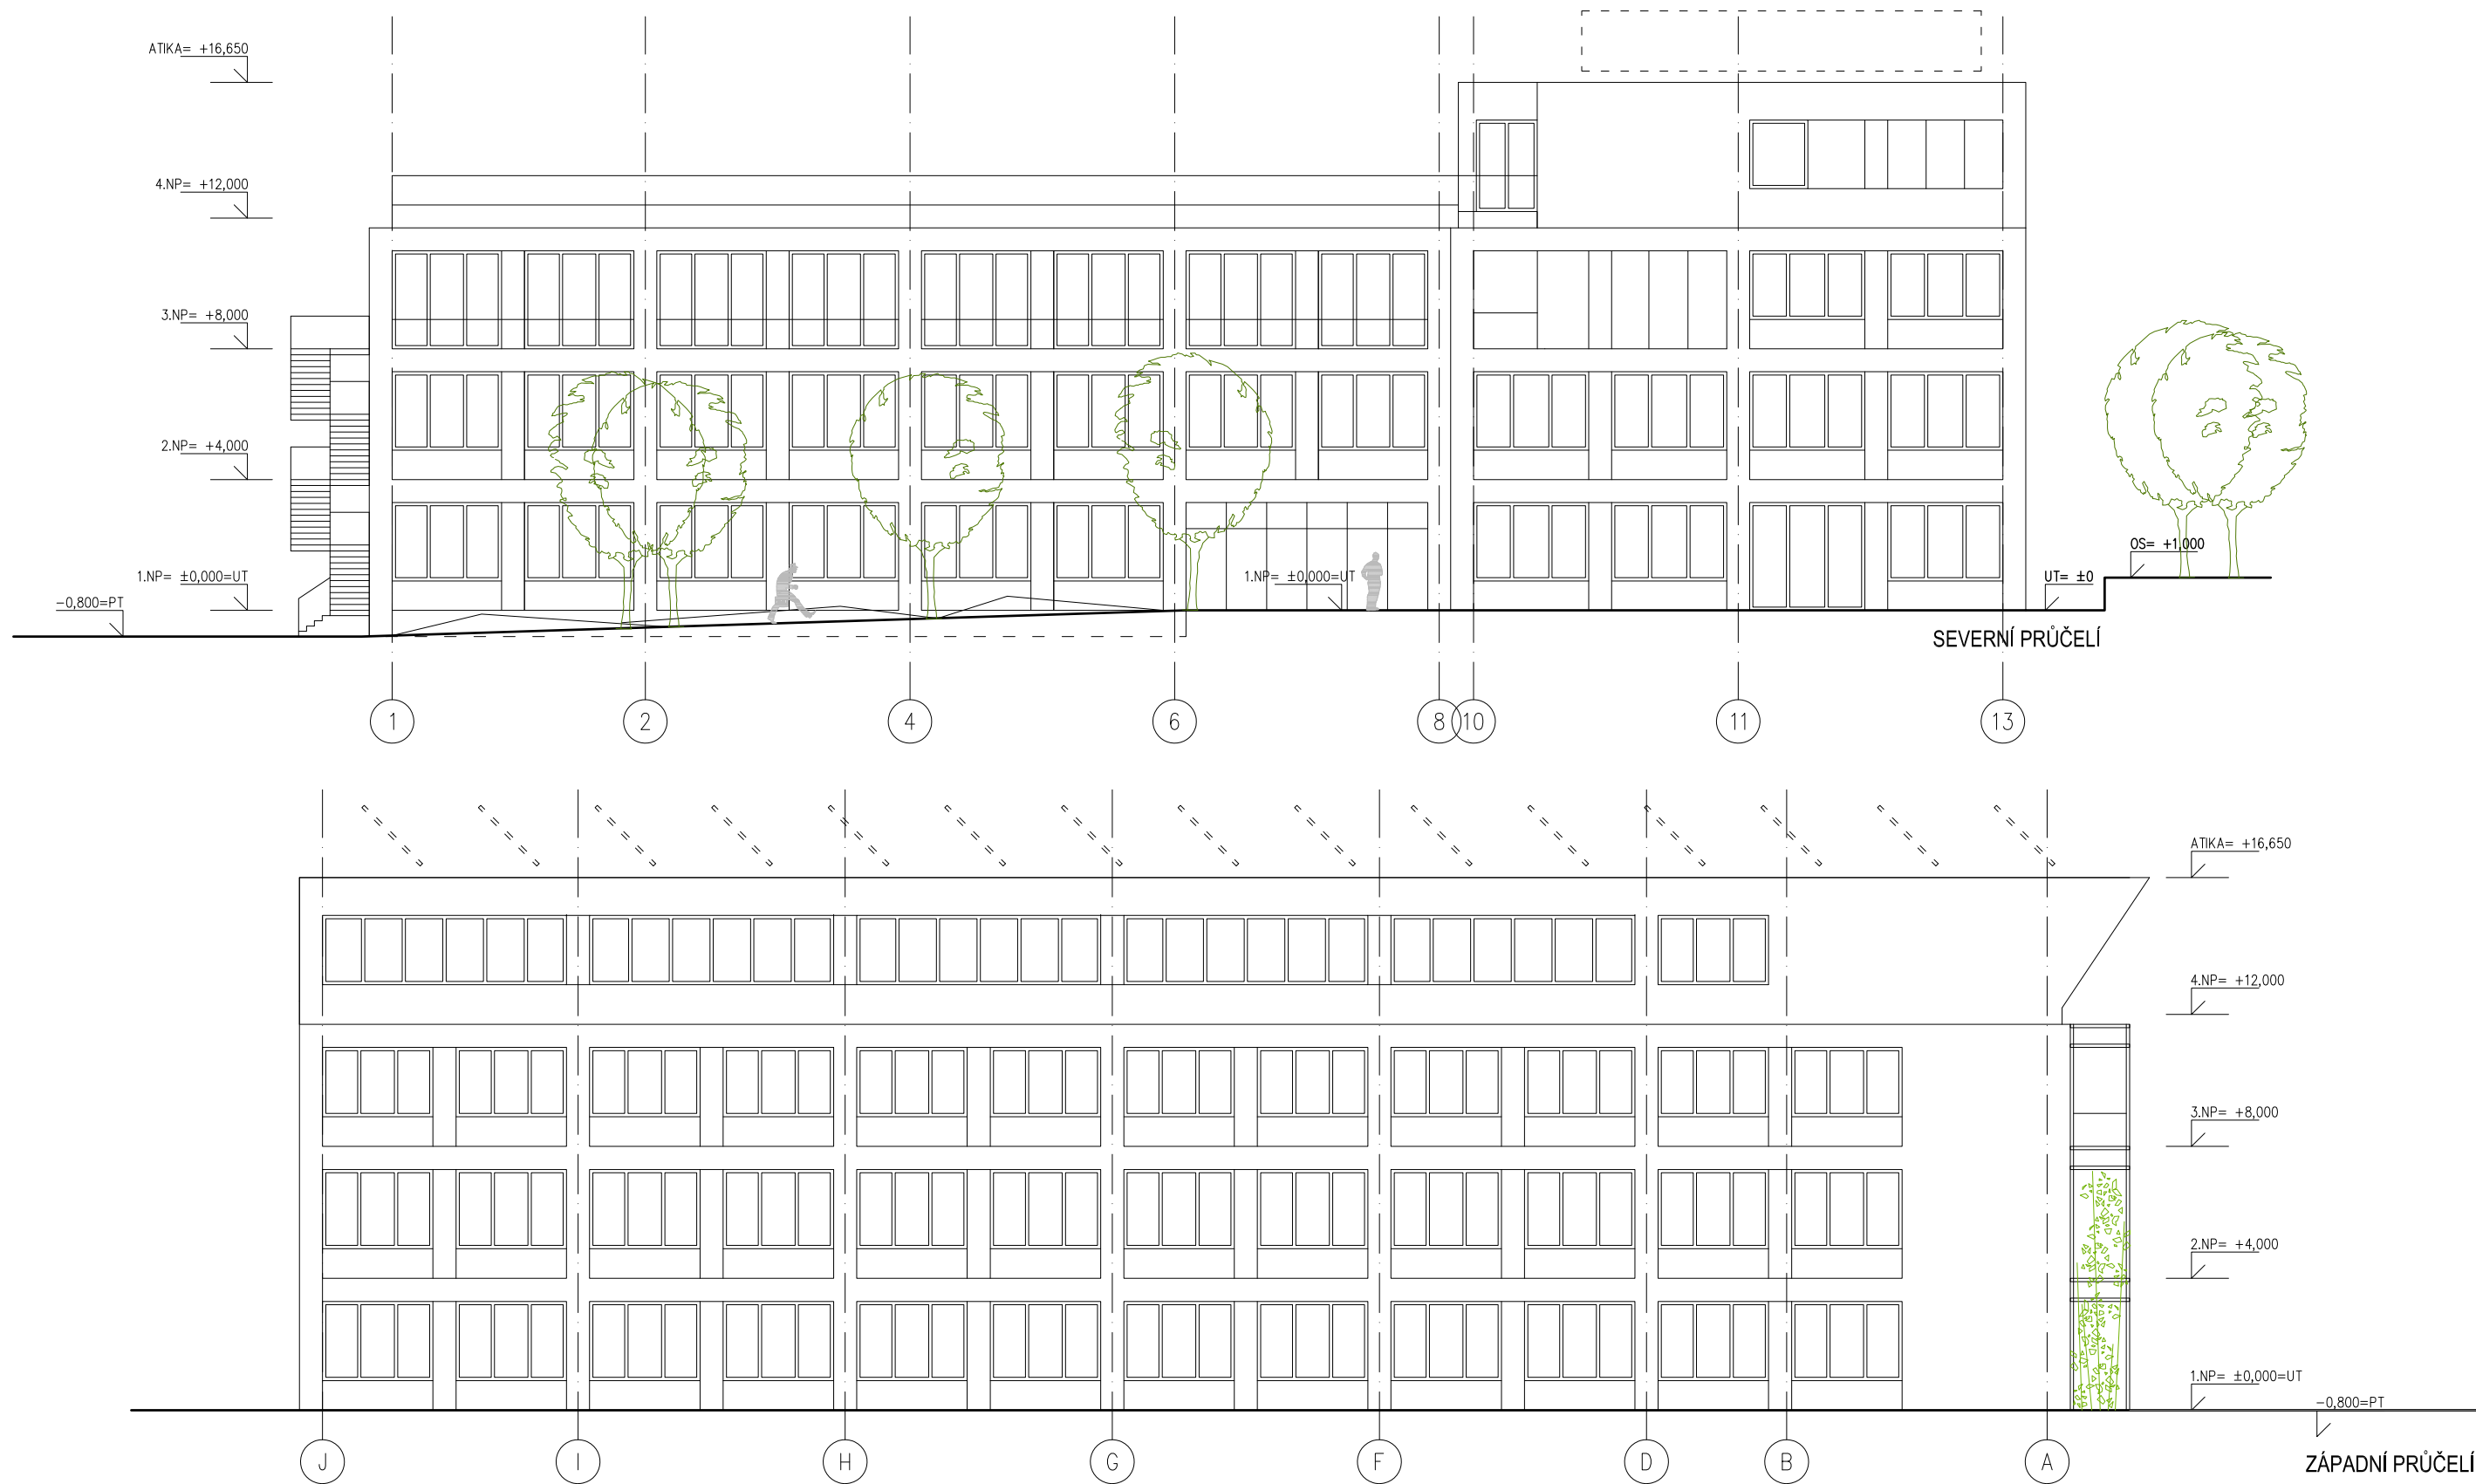 ATIKA= +16,650
4.NP= +12,000
3.NP= +8,000
2.NP= +4,000
1.NP= ±0,000=UT
-0,800=PT
1.NP= ±0,000=UT
OS= +1,000
UT= ±0
SEVERNÍ PRŮČELÍ
1 2 4 6 8 10 11 13
ATIKA= +16,650
4.NP= +12,000
3.NP= +8,000
2.NP= +4,000
1.NP= ±0,000=UT
-0,800=PT
J I H G F D B A
ZÁPADNÍ PRŮČELÍ